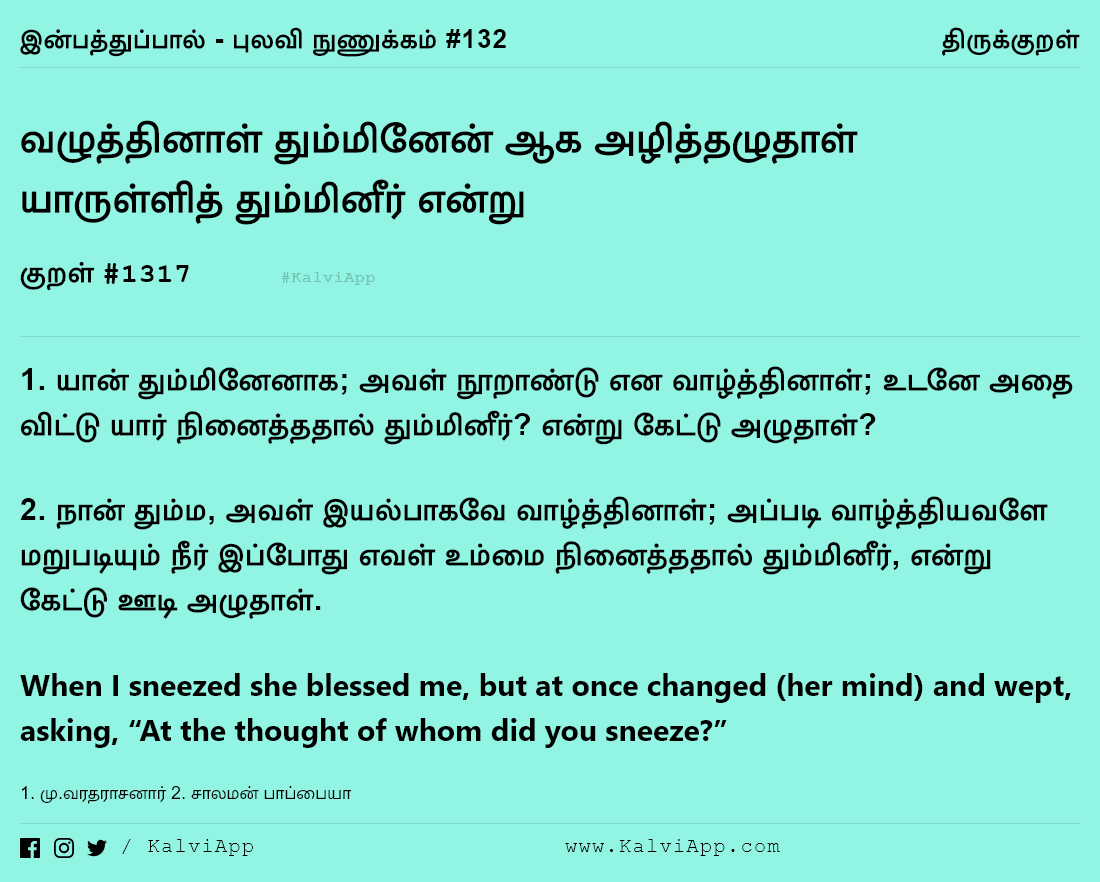 இன்பத்துப்பால் - புலவி நுணுக்கம் #132 திருக்குறள்
வழுத்தினாள் தும்மினேன் ஆக அழித்தழுதாள்
யாருள்ளித் தும்மினீர் என்று
குறள் #1317 #KalviApp
1. யான் தும்மினேனாக; அவள் நூறாண்டு என வாழ்த்தினாள்; உடனே அதை
விட்டு யார் நினைத்ததால் தும்மினீர்? என்று கேட்டு அழுதாள்?
2. நான் தும்ம, அவள் இயல்பாகவே வாழ்த்தினாள்; அப்படி வாழ்த்தியவளே
மறுபடியும் நீர் இப்போது எவள் உம்மை நினைத்ததால் தும்மினீர், என்று
கேட்டு ஊடி அழுதாள்.
When I sneezed she blessed me, but at once changed (her mind) and wept,
asking, “At the thought of whom did you sneeze?”
1. மு.வரதராசனார் 2. சாலமன் பாப்பையா
/ KalviApp www.KalviApp.com